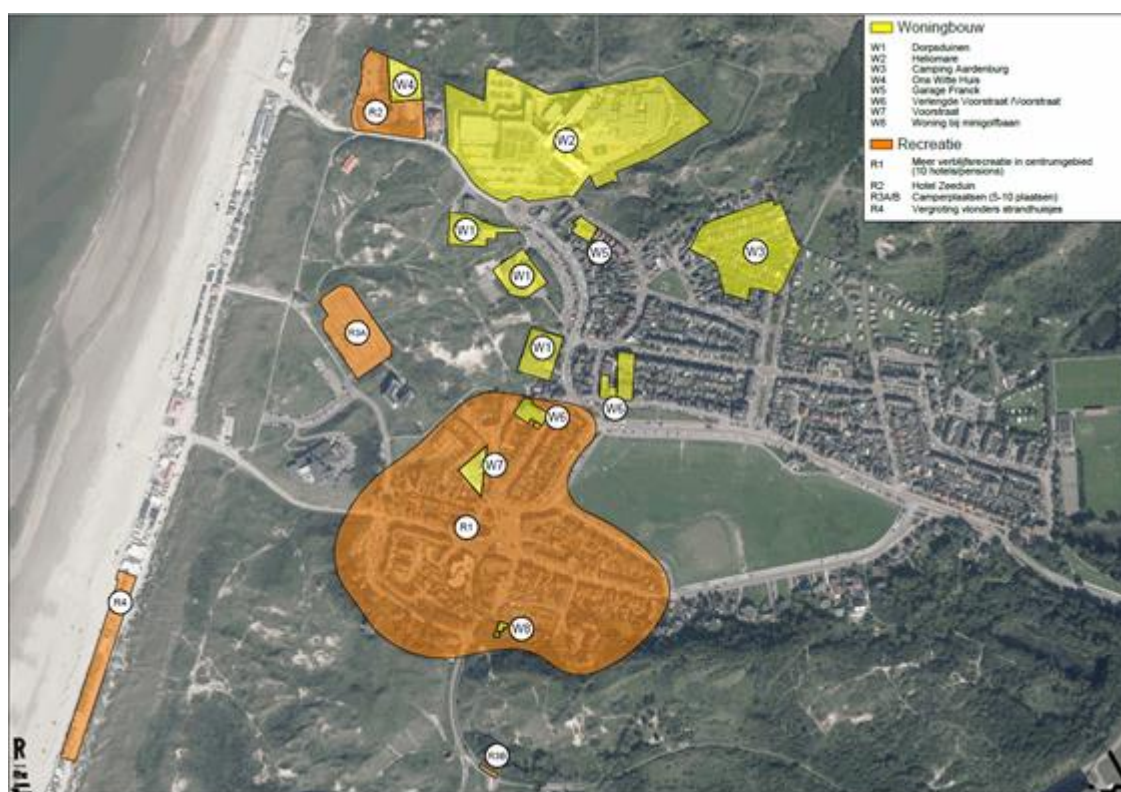 Woningbouw
W1 Dorpsduinen
W2 Heliomare
W3 Camping Aardenburg
W4 Ons Witte Huis
W5 Garage Franck
W6 Verlengde Voorstraat /Voorstraat
W7 Voorstraat
W8 Woning bij minigolfbaan
Recreatie
R1 Meer verblijfsrecreatie in centrumgebied
(10 hotels/pensions)
R2 Hotel Zeeduin
R3A/B Camperplaatsen (5-10 plaatsen)
R4 Vergroting vlonders strandhuisjes
W4
R2
W2
W1
W5
W3
W1
R3A
W1
W6
W6
W7
R1
R4
W8
R3B
R